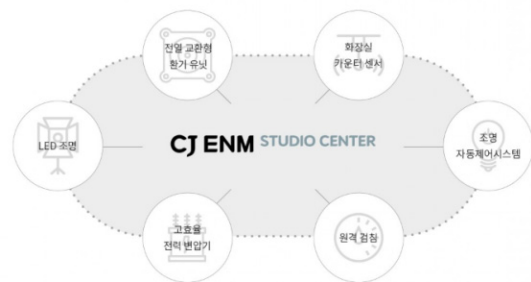 전열 교환형
환기 유닛
화장실
카운터 센서
LED 조명
CJ ENM STUDIO CENTER
조명
자동제어시스템
고효율
전력 변압기
원격 검침